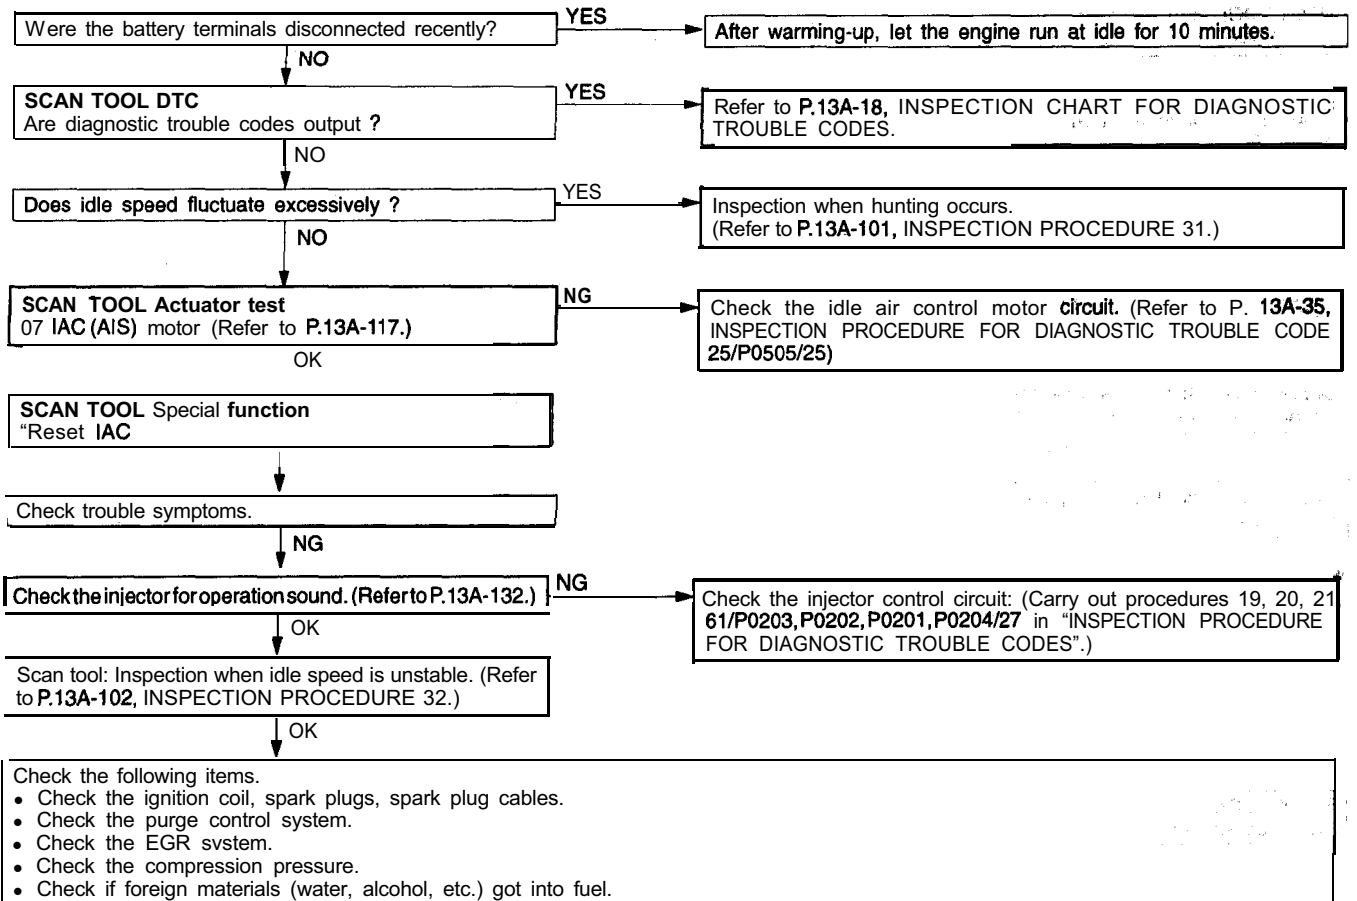 Were the battery terminals disconnected recently?
YES
After warming-up, let the engine run at idle for 10 minutes.
NO
SCAN TOOL DTC
Are diagnostic trouble codes output ?
YES
Refer to P.13A-18, INSPECTION CHART FOR DIAGNOSTIC
TROUBLE CODES.
NO
Does idle speed fluctuate excessively ?
YES
Inspection when hunting occurs.
(Refer to P.13A-101, INSPECTION PROCEDURE 31.)
NO
SCAN TOOL Actuator test
07 IAC (AIS) motor (Refer to P.13A-117.)
NG
Check the idle air control motor circuit. (Refer to P. 13A-35,
INSPECTION PROCEDURE FOR DIAGNOSTIC TROUBLE CODE
25/P0505/25)
OK
SCAN TOOL Special function
“Reset IAC
Check trouble symptoms.
NG
Check the injector for operation sound. (Refer to P.13A-132.)
NG
Check the injector control circuit: (Carry out procedures 19, 20, 21
61/P0203, P0202, P0201, P0204/27 in “INSPECTION PROCEDURE
FOR DIAGNOSTIC TROUBLE CODES”.)
OK
Scan tool: Inspection when idle speed is unstable. (Refer
to P.13A-102, INSPECTION PROCEDURE 32.)
OK
Check the following items.
• Check the ignition coil, spark plugs, spark plug cables.
• Check the purge control system.
• Check the EGR svstem.
• Check the compression pressure.
• Check if foreign materials (water, alcohol, etc.) got into fuel.